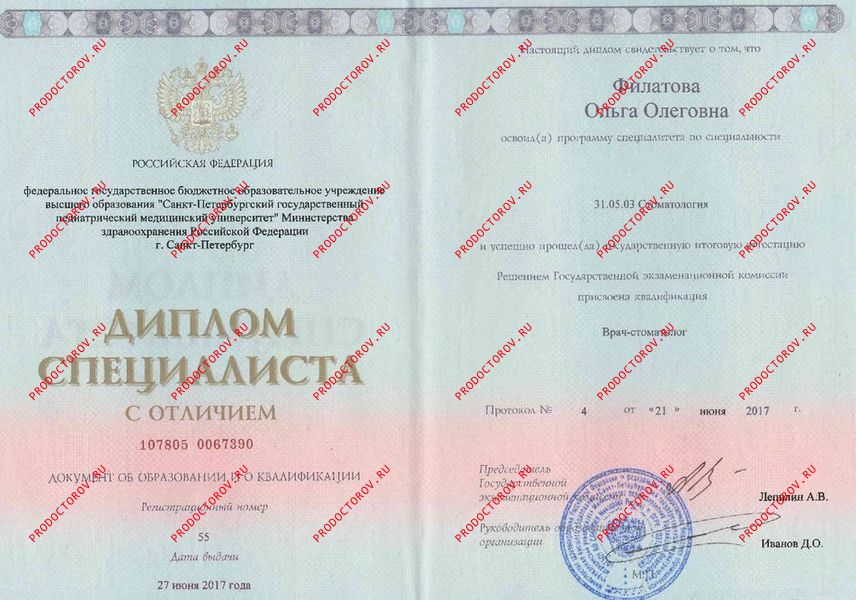 РОССИЙСКАЯ ФЕДЕРАЦИЯ
федеральное государственное бюджетное образовательное учреждение
высшего образования "Санкт-Петербургский государственный
педиатрический медицинский университет" Министерства
здравоохранения Российской Федерации
г. Санкт-Петербург
ДИПЛОМ
СПЕЦИАЛИСТА
С ОТЛИЧИЕМ
107805 0067390
ДОКУМЕНТ ОБ ОБРАЗОВАНИИ И О КВАЛИФИКАЦИИ
Регистрационный номер
55
Дата выдачи
27 июня 2017 года
Настоящий диплом свидетельствует о том, что
Филатова
Ольга Олеговна
освоил(а) программу специалитета по специальности
31.05.03 Стоматология
и успешно прошел(ла) государственную итоговую аттестацию
Решением Государственной экзаменационной комиссии
присвоена квалификация
Врач-стоматолог
Протокол № 4 от «21» июня 2017 г.
Председатель
Государственной
экзаменационной комиссии
Лепилин А.В.
Руководитель образовательной
организации
Иванов Д.О.
М.П.
PRODOCTOROV.RU